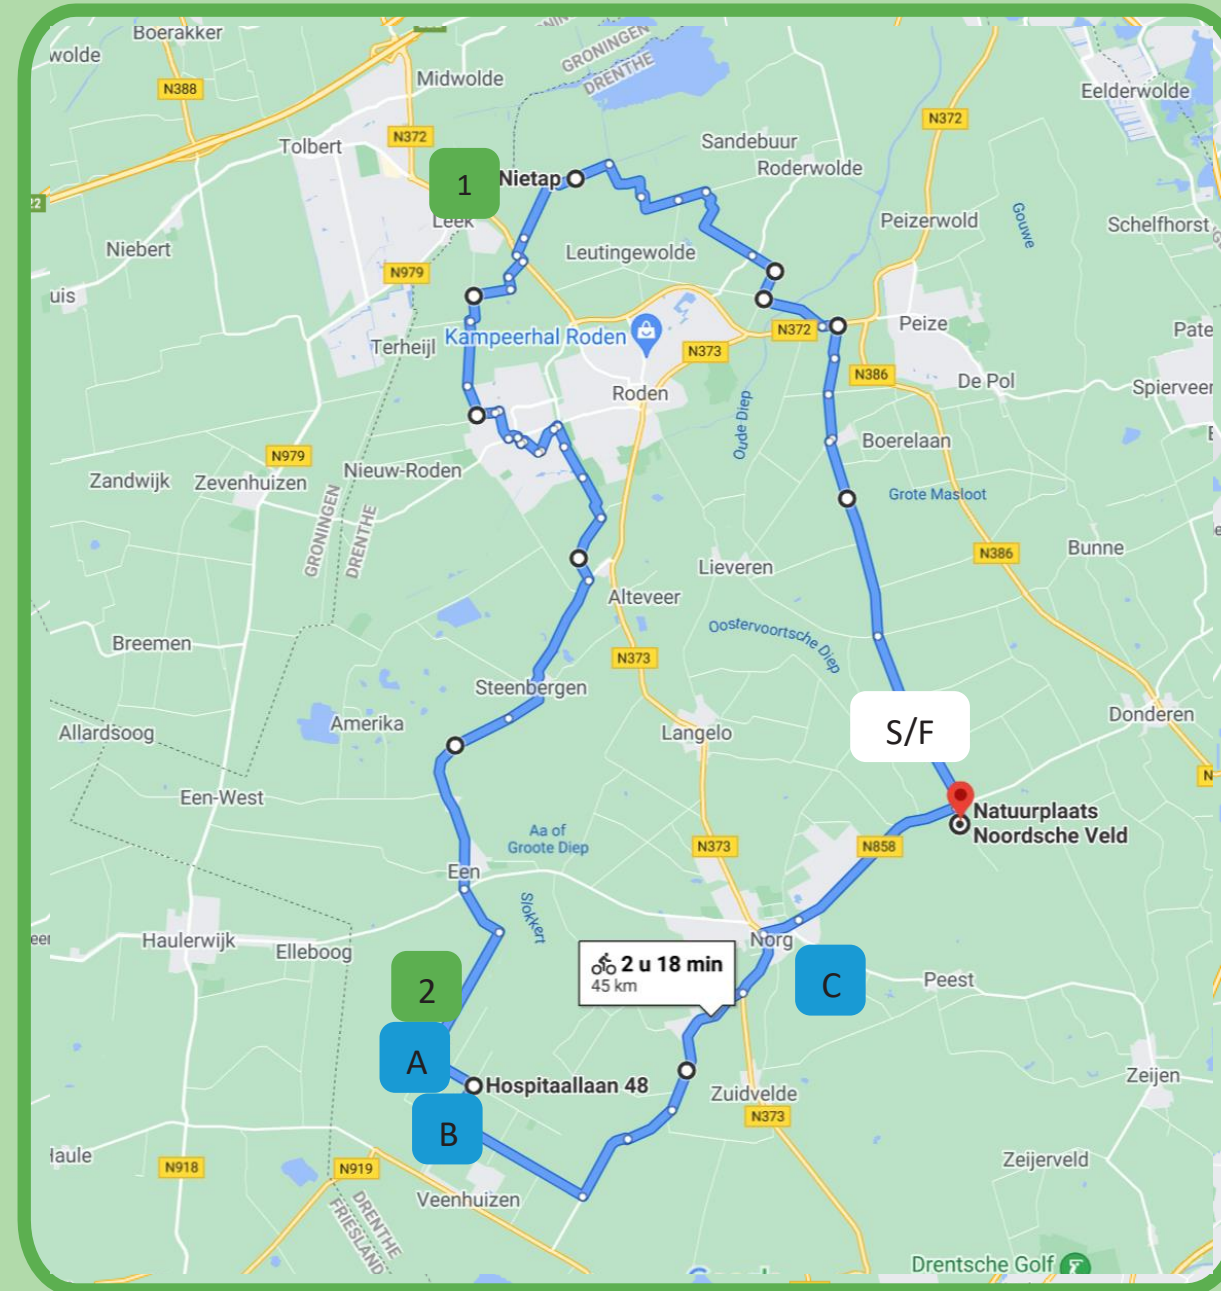 Boerakker
wolde
GRONINGEN
DRENTHE
N388
Midwolde
Eelderwolde
N372
N372
Tolbert
Sandebuur
Roderwolde
1
Nietap
22
Leek
Peizerwold
Gouwe
Schelfhorst
Niebert
Leutingewolde
N979
uis
Kampeerhal Roden
Terheijl
N372
Peize
Pate
N373
N386
De Pol
Spierveer
Roden
Oude Diep
Boerelaan
N979
Nieuw-Roden
Zandwijk
Zevenhuizen
Grote Masloot
GRONINGEN
DRENTHE
N386
Bunne
Lieveren
Alteveer
Oostervoortsche Diep
Breemen
N373
Steenbergen
Amerika
Allardsoog
Langelo
S/F
Donderen
N
Een-West
Natuurplaats
Noordsche Veld
Aa of
Groote Diep
N373
N858
Een
Slokkert
Haulerwijk
Elleboog
Norg
2 u 18 min
45 km
2
C
Peest
A
Hospitaallaan 48
Zuidvelde
Zeijen
N373
B
Haule
N918
N919
Zeijerveld
Veenhuizen
DRENTHE
FRIESLAND
Drentsche Golf